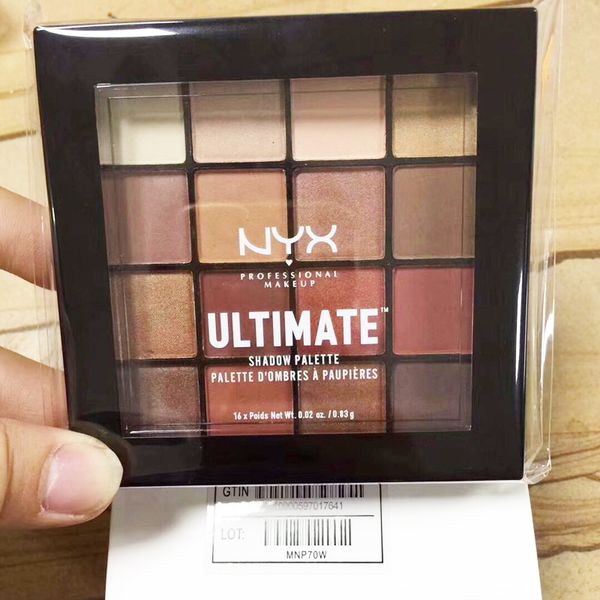 NYX
PROFESSIONAL
MAKEUP
ULTIMATE™
SHADOW PALETTE
PALETTE D'OMBRES À PAUPIÈRES
16 x Poids Net Wt. 0.02 oz. / 0.83 g
GTIN
LOT:
MNP70W